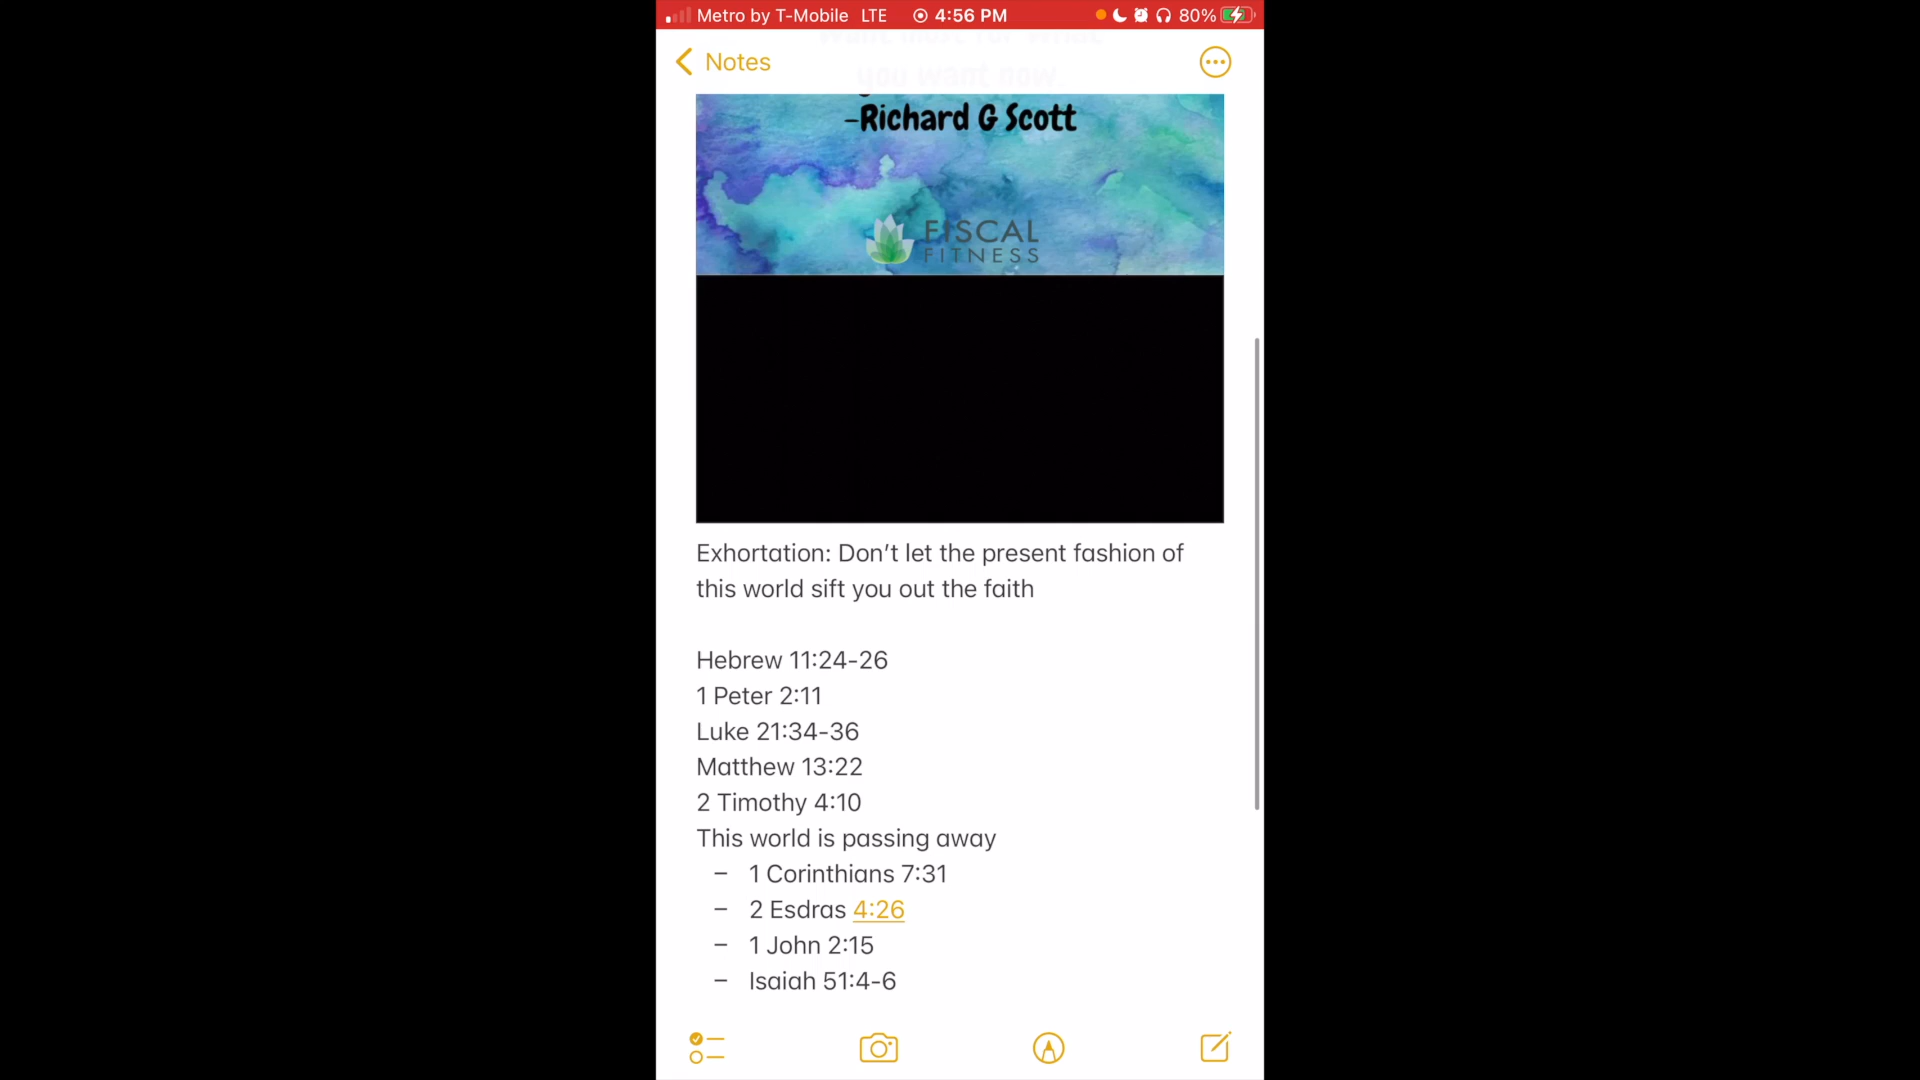 Metro by T-Mobile LTE 4:56 PM 80%
Notes
you want now
–Richard G Scott
FISCAL
FITNESS
Exhortation: Don’t let the present fashion of
this world sift you out the faith
Hebrew 11:24-26
1 Peter 2:11
Luke 21:34-36
Matthew 13:22
2 Timothy 4:10
This world is passing away
– 1 Corinthians 7:31
– 2 Esdras 4:26
– 1 John 2:15
– Isaiah 51:4-6